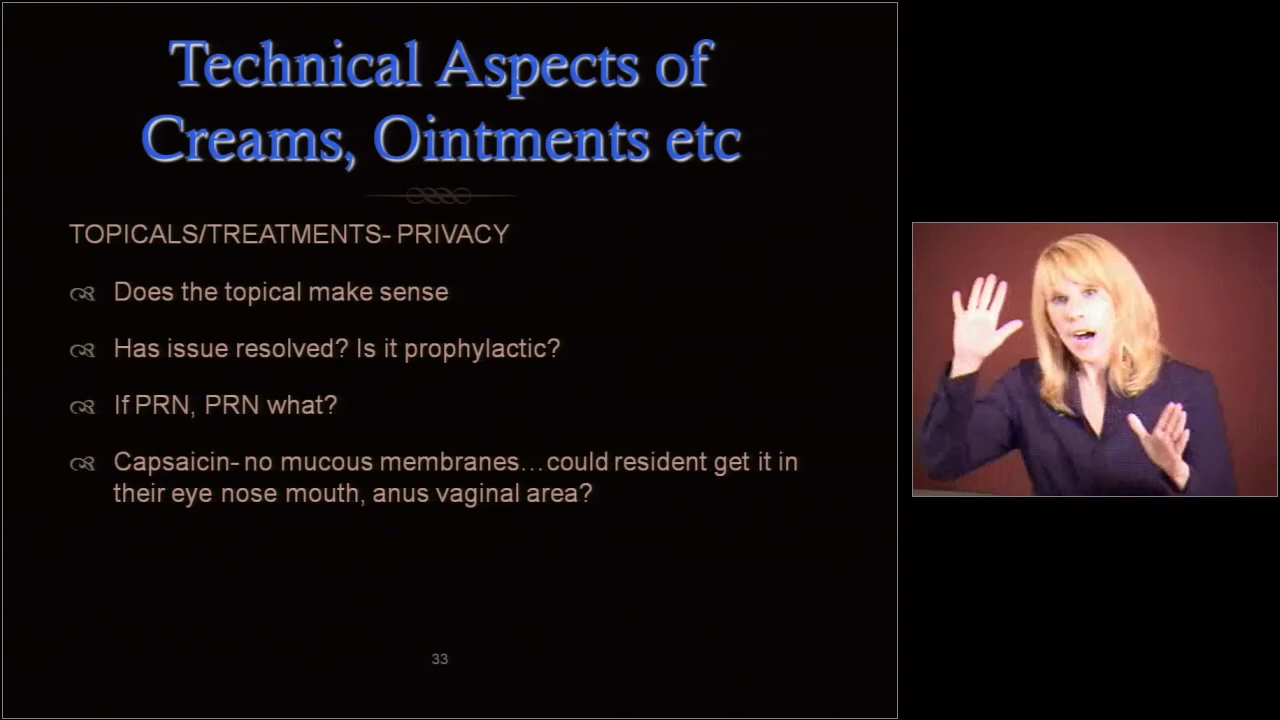 Technical Aspects of
Creams, Ointments etc
TOPICALS/TREATMENTS- PRIVACY
Does the topical make sense
Has issue resolved? Is it prophylactic?
If PRN, PRN what?
Capsaicin- no mucous membranes…could resident get it in
their eye nose mouth, anus vaginal area?
33